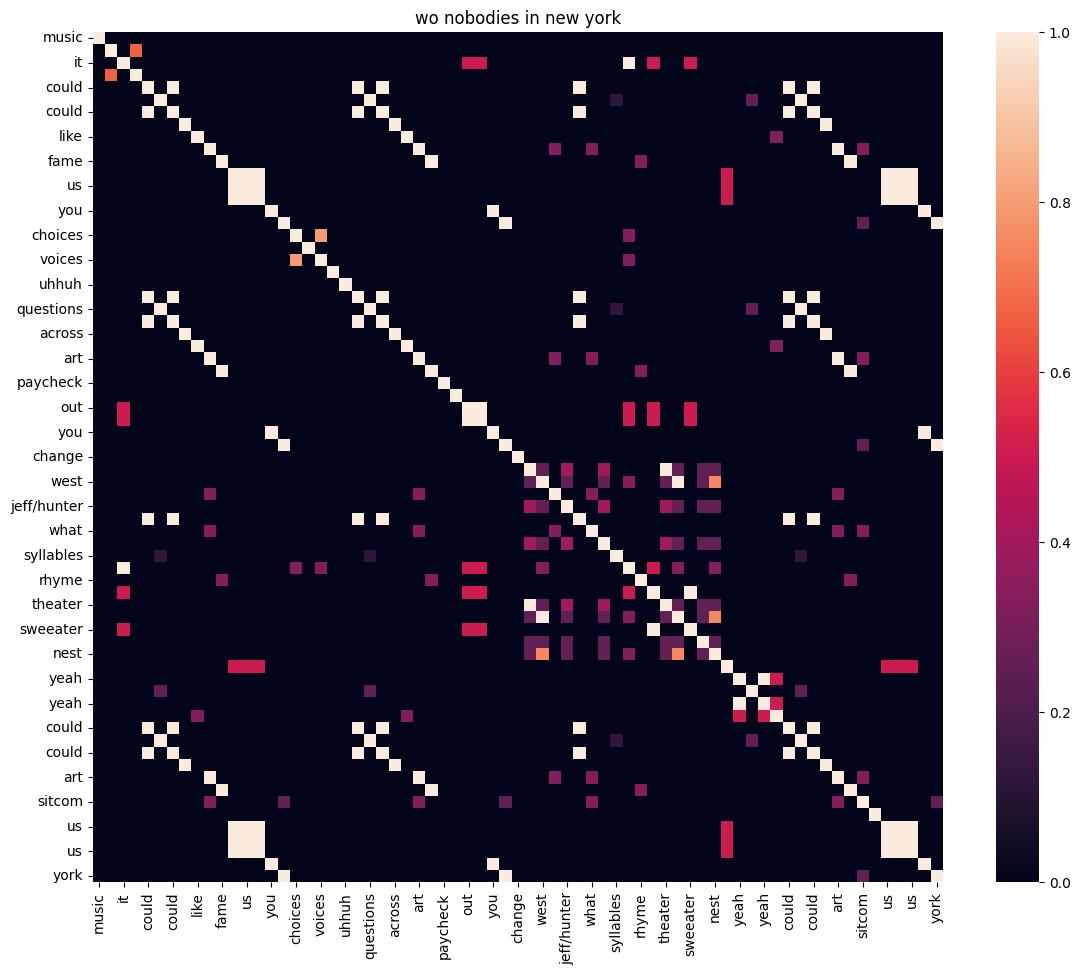 wo nobodies in new york
music
it
could
could
like
fame
us
you
choices
voices
uhhuh
questions
across
art
paycheck
out
you
change
west
jeff/hunter
what
syllables
rhyme
theater
sweeater
nest
yeah
yeah
could
could
art
sitcom
us
us
york
1.0
0.8
0.6
0.4
0.2
0.0
music
it
could
could
like
fame
us
you
choices
voices
uhhuh
questions
across
art
paycheck
out
you
change
west
jeff/hunter
what
syllables
rhyme
theater
sweeater
nest
yeah
yeah
could
could
art
sitcom
us
us
york